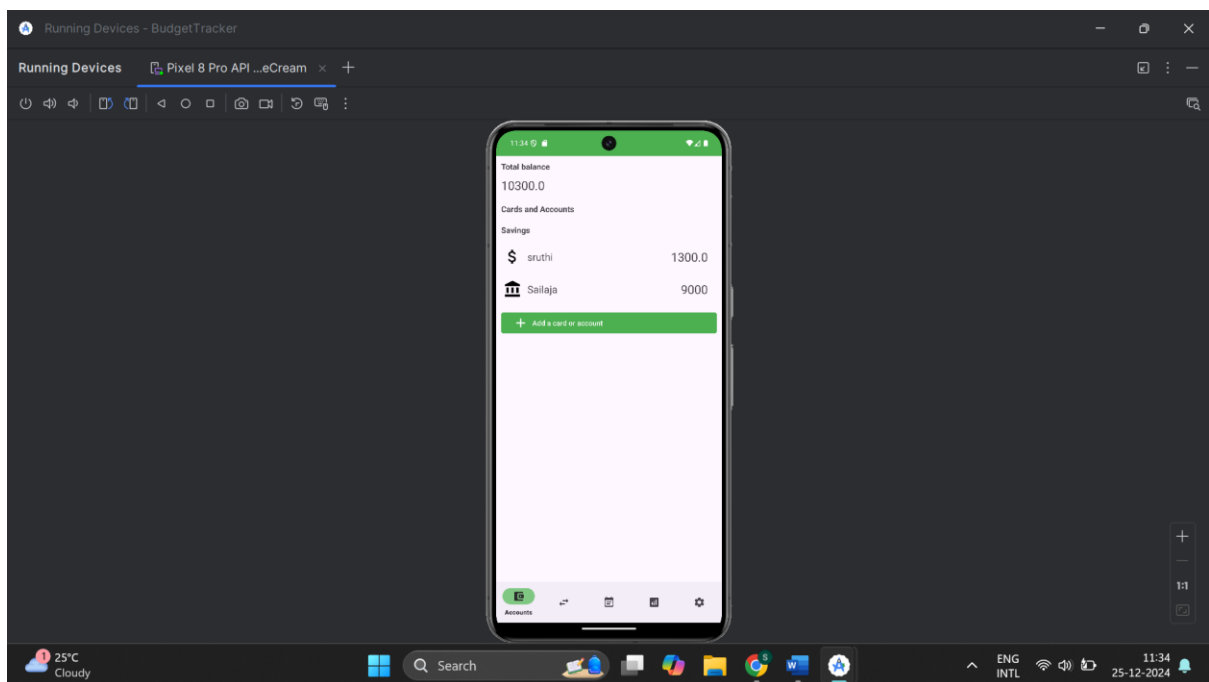 Running Devices - BudgetTracker
Running Devices Pixel 8 Pro API ...eCream
11:34
Total balance
10300.0
Cards and Accounts
Savings
sruthi 1300.0
Sailaja 9000
Add a card or account
Accounts
1:1
1
25°C
Cloudy
Search
S
ENG
INTL
11:34
25-12-2024